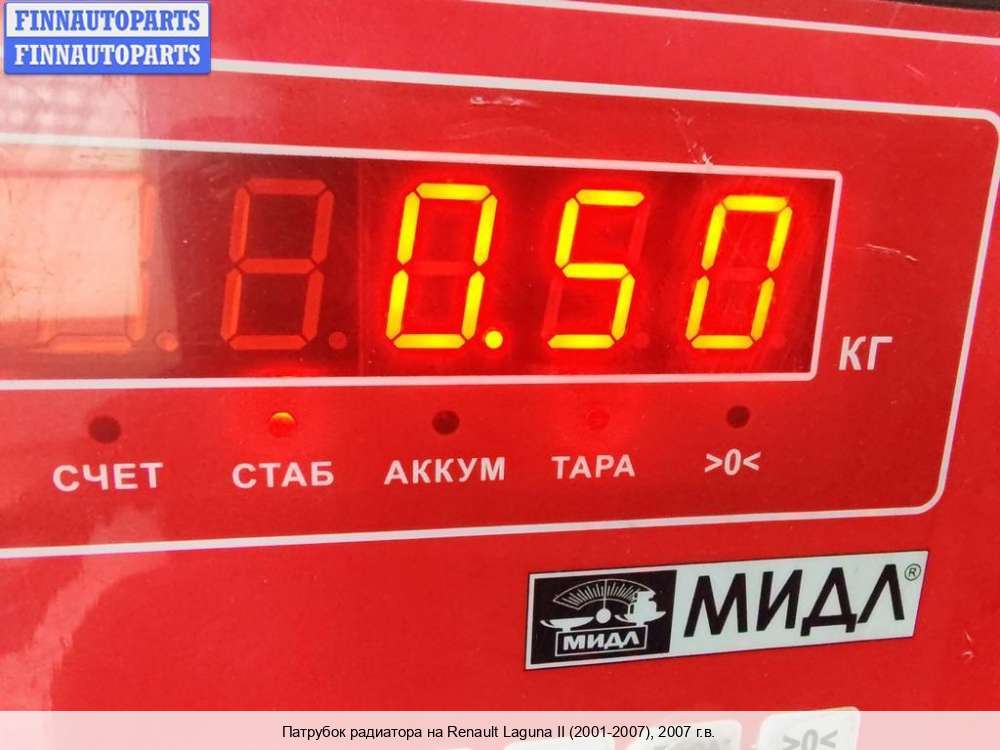 FINNAUTOPARTS
FINNAUTOPARTS
0.50
КГ
СЧЕТ СТАБ АККУМ ТАРА >0<
МИДЛ МИДЛ®
>0<
Патрубок радиатора на Renault Laguna II (2001-2007), 2007 г.в.